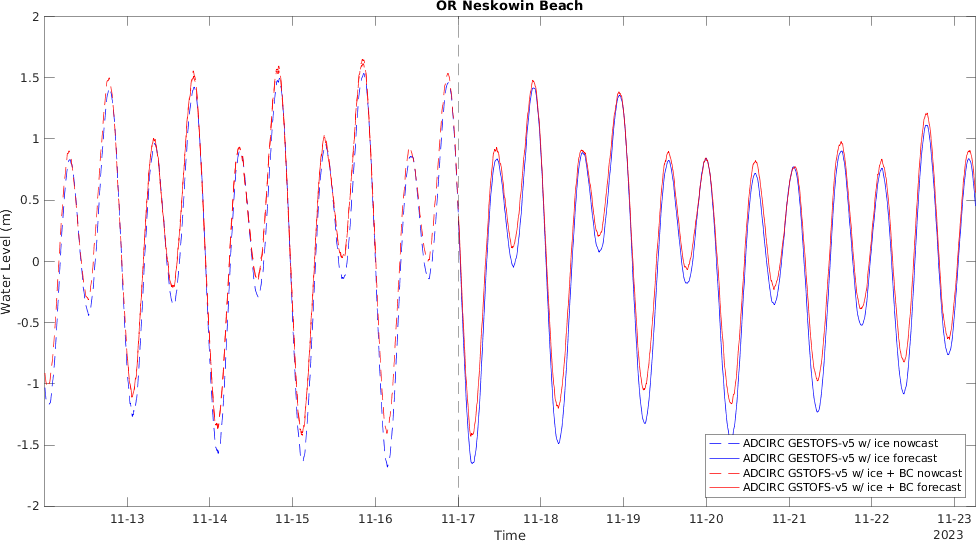 OR Neskowin Beach
2
1.5
1
0.5
0
-0.5
-1
-1.5
-2
Water Level (m)
ADCIRC GESTOFS-v5 w/ ice nowcast
ADCIRC GESTOFS-v5 w/ ice forecast
ADCIRC GSTOFS-v5 w/ ice + BC nowcast
ADCIRC GSTOFS-v5 w/ ice + BC forecast
11-13 11-14 11-15 11-16 11-17 11-18 11-19 11-20 11-21 11-22 11-23
Time
2023